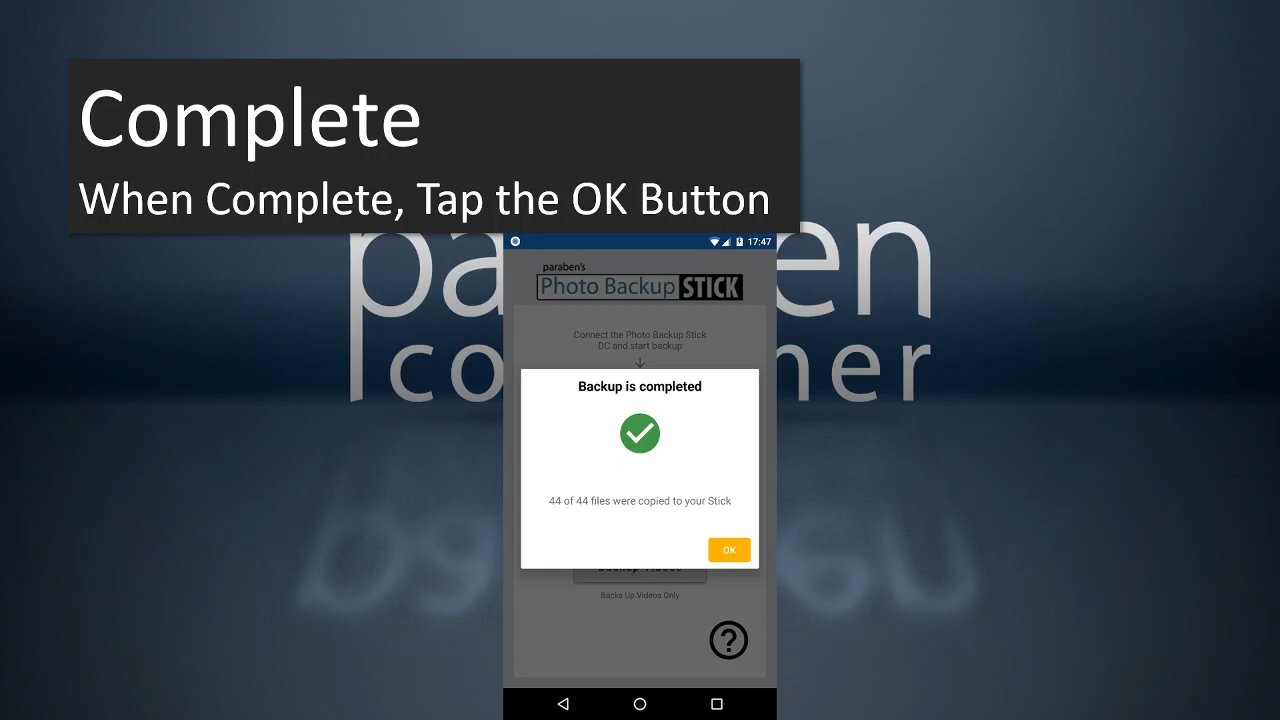 Complete
When Complete, Tap the OK Button
17:47
paraben's
Photo Backup STICK
Connect the Photo Backup Stick
DC and start backup
Backup is completed
44 of 44 files were copied to your Stick
OK
Backs Up Videos Only
?